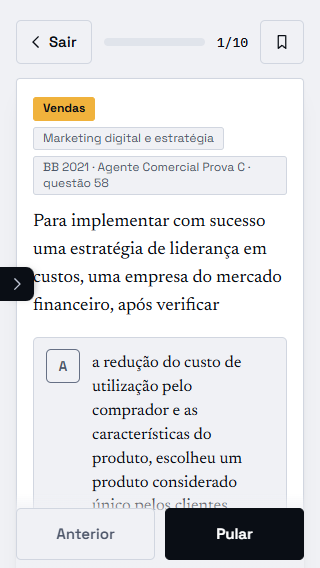 Sair
1/10
Vendas
Marketing digital e estratégia
BB 2021 · Agente Comercial Prova C ·
questão 58
Para implementar com sucesso
uma estratégia de liderança em
custos, uma empresa do mercado
financeiro, após verificar
A
a redução do custo de
utilização pelo
comprador e as
características do
produto, escolheu um
produto considerado
único pelos clientes
Anterior
Pular